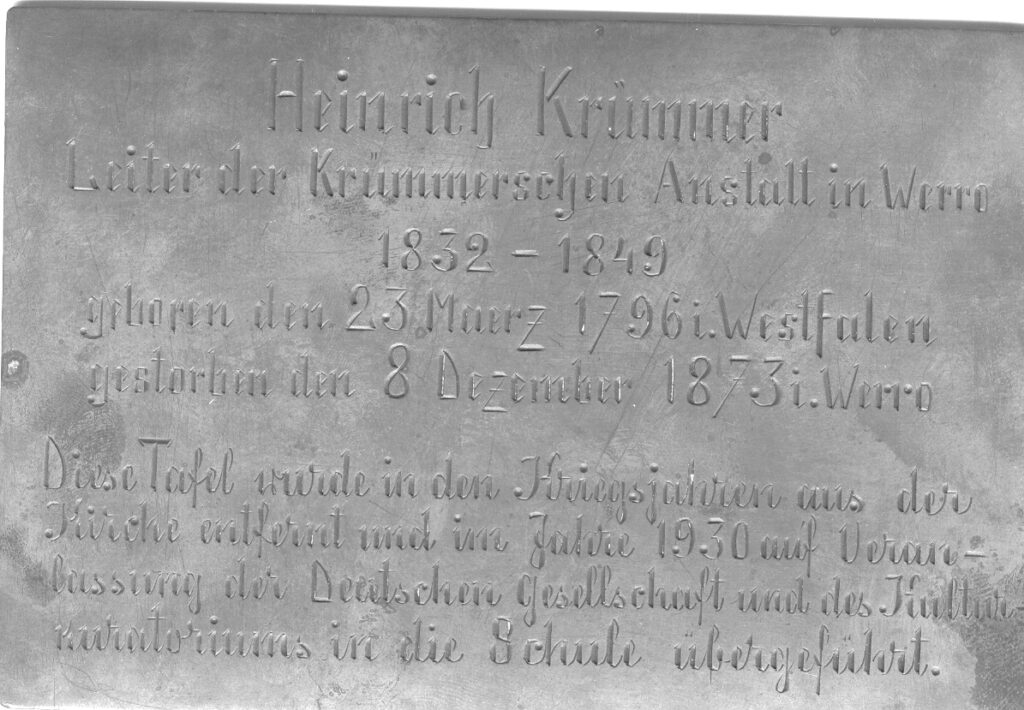 Heinrich Krümmer
Leiter der Krümmerschen Anstalt in Werro
1832 – 1849
geboren den 23. Maerz 1796 i. Westfalen
gestorben den 8 Dezember 1873 i. Werro
Diese Tafel wurde in den Kriegsjahren aus der
Kirche entfernt und im Jahre 1930 auf Veran-
lassung der Deutschen Gesellschaft und des Kultur-
kuratoriums in die Schule übergeführt.